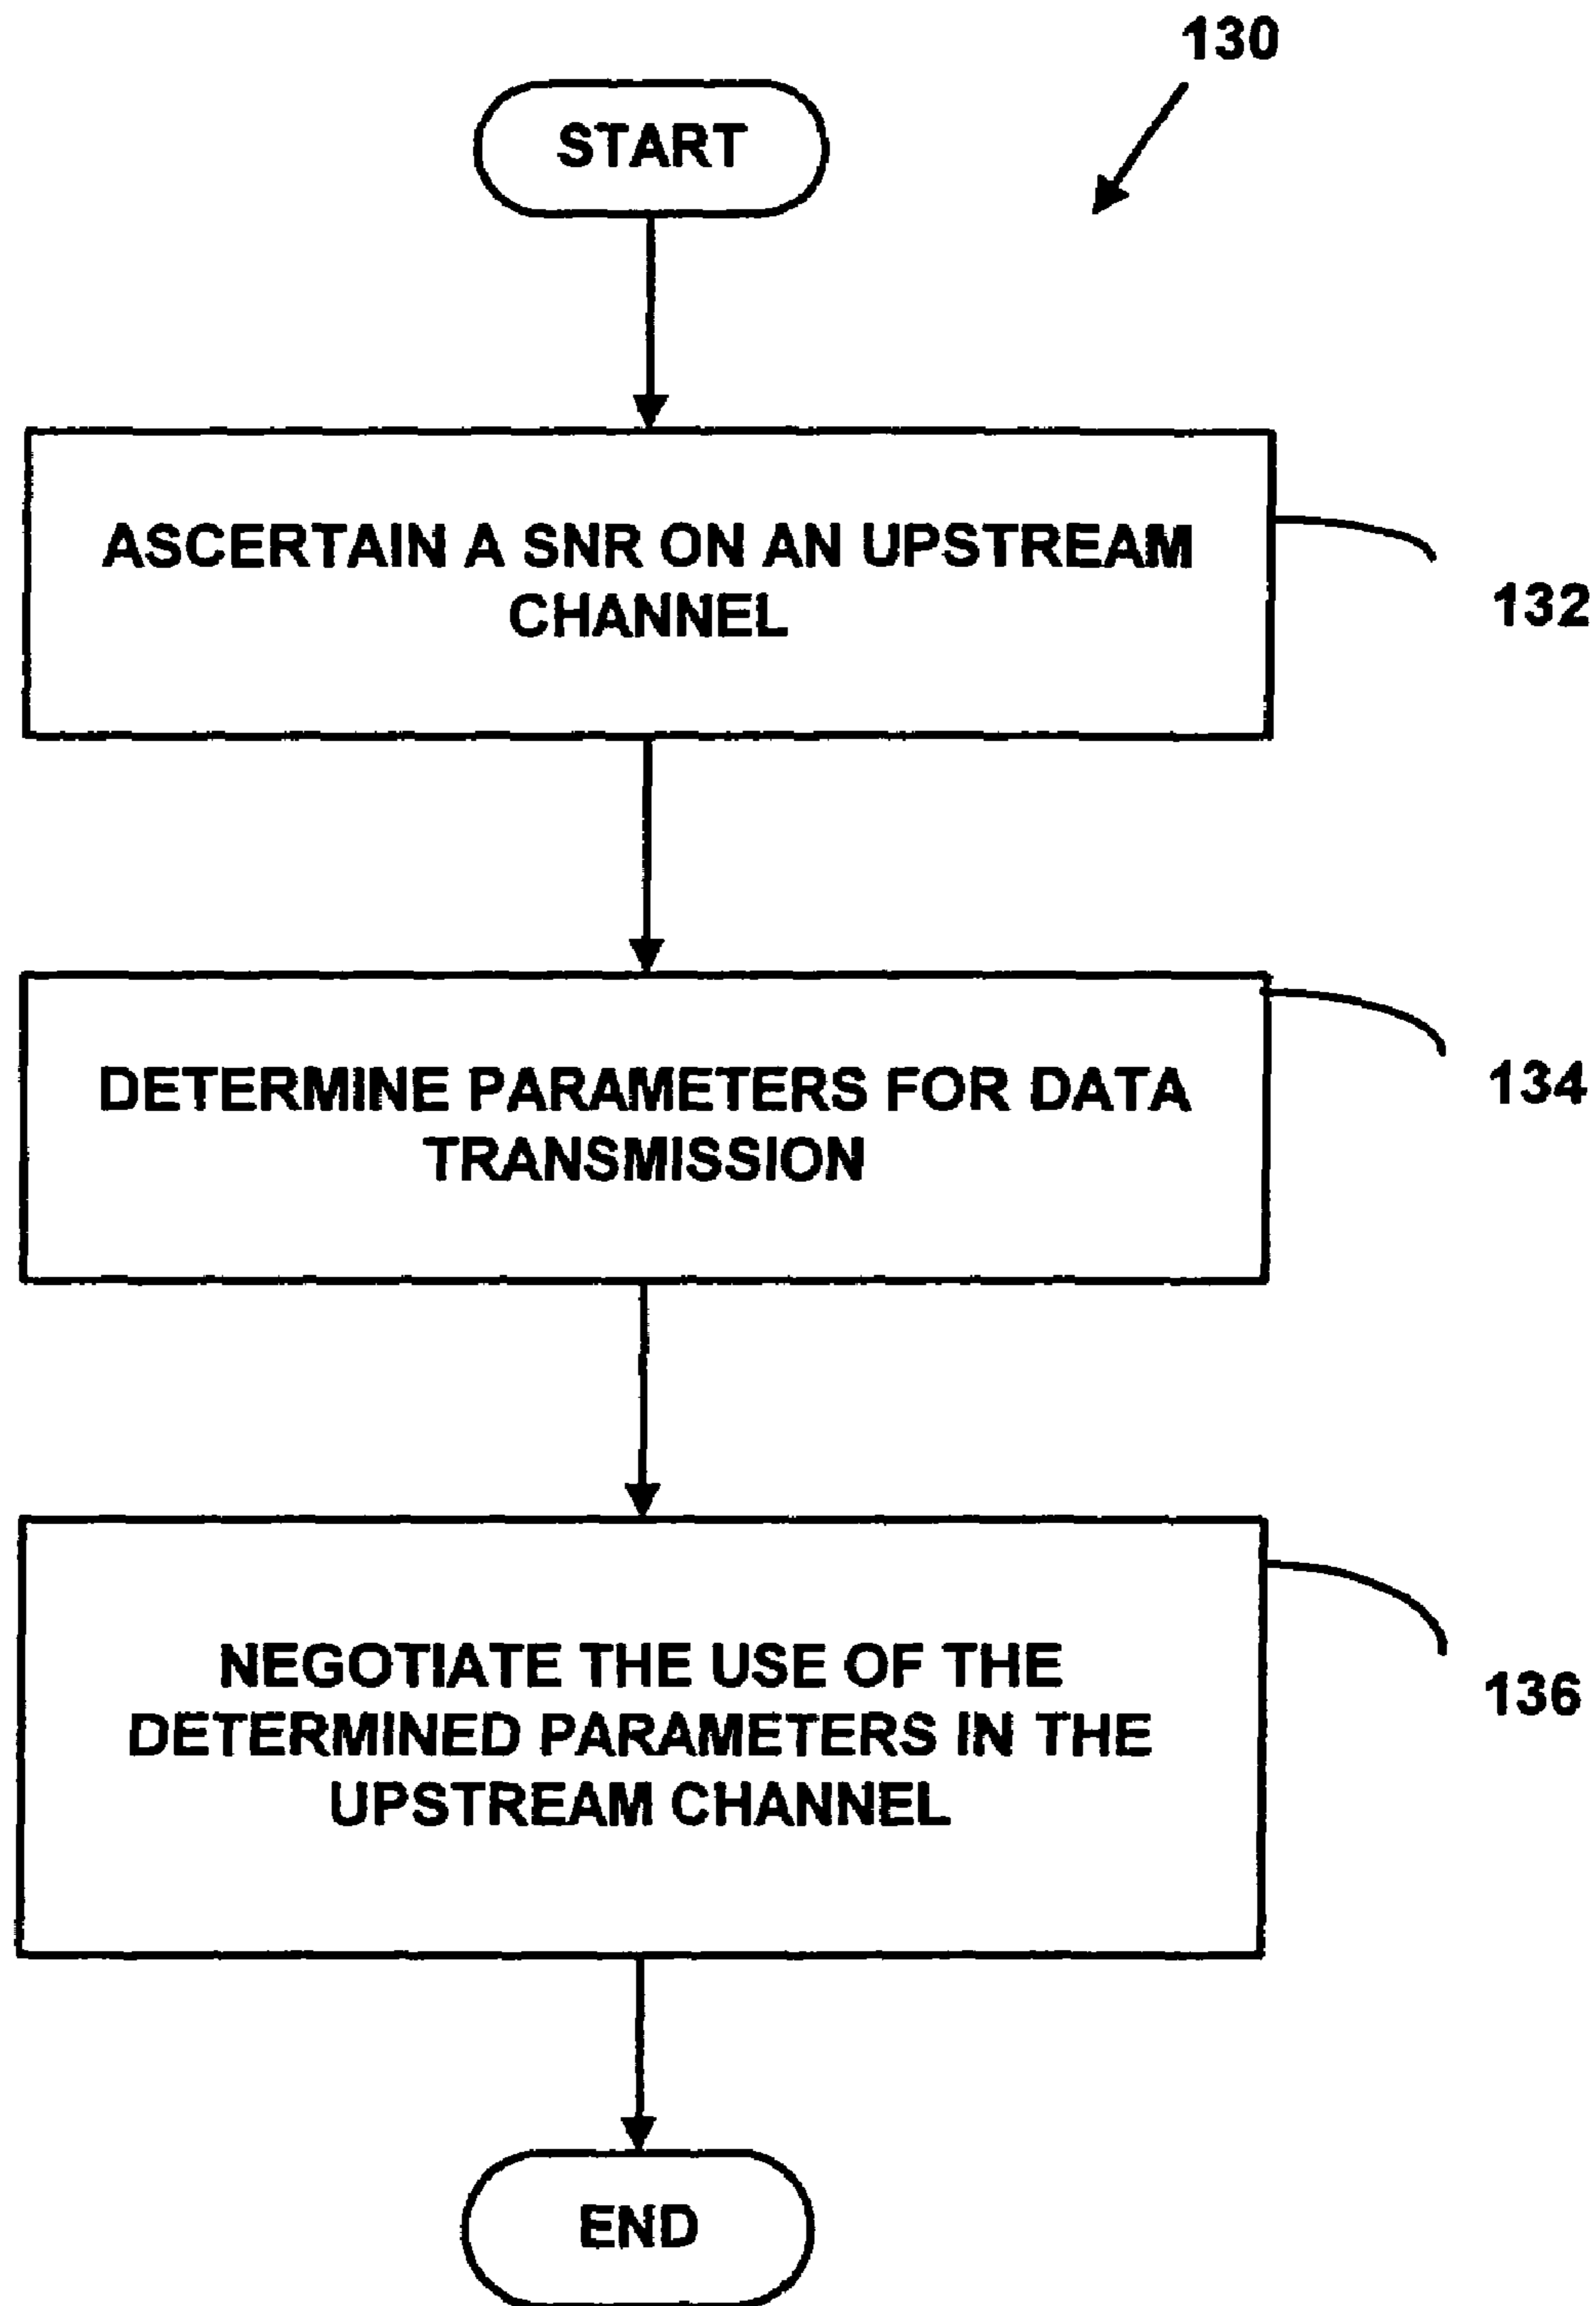 130
START
ASCERTAIN A SNR ON AN UPSTREAM
CHANNEL
132
DETERMINE PARAMETERS FOR DATA
TRANSMISSION
134
NEGOTIATE THE USE OF THE
DETERMINED PARAMETERS IN THE
UPSTREAM CHANNEL
136
END